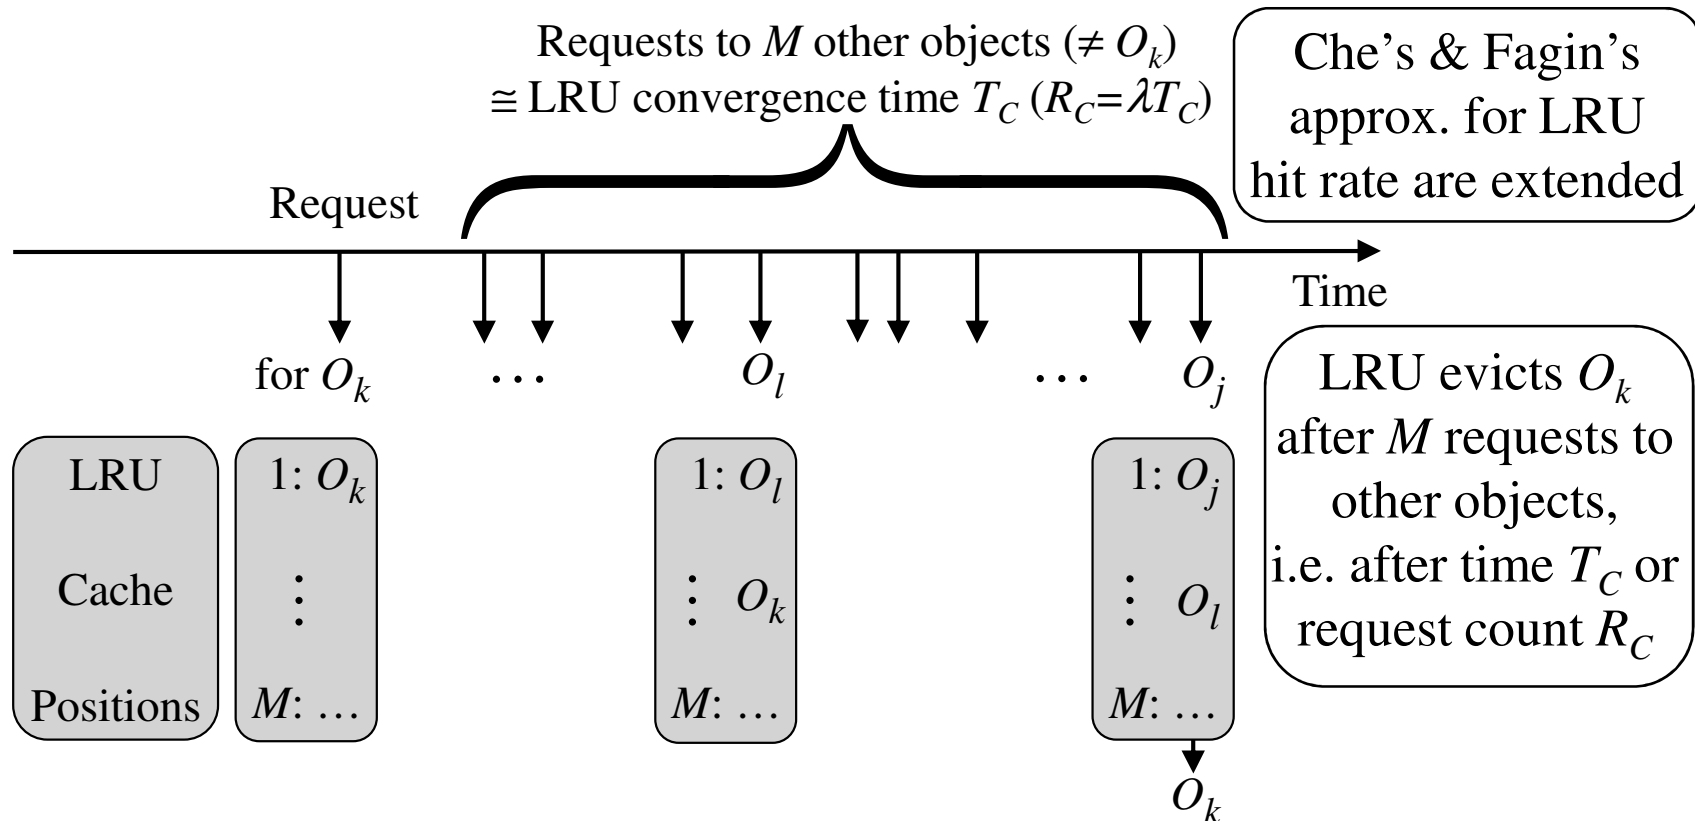 Requests to M other objects (≠ O_k)
≅ LRU convergence time T_C (R_C=λT_C)
Che's & Fagin's
approx. for LRU
hit rate are extended
Request
Time
for O_k … O_l … O_j
LRU evicts O_k
after M requests to
other objects,
i.e. after time T_C or
request count R_C
LRU
Cache
Positions
1: O_k
⋮
M: …
1: O_l
⋮ O_k
M: …
1: O_j
⋮ O_l
M: …
O_k